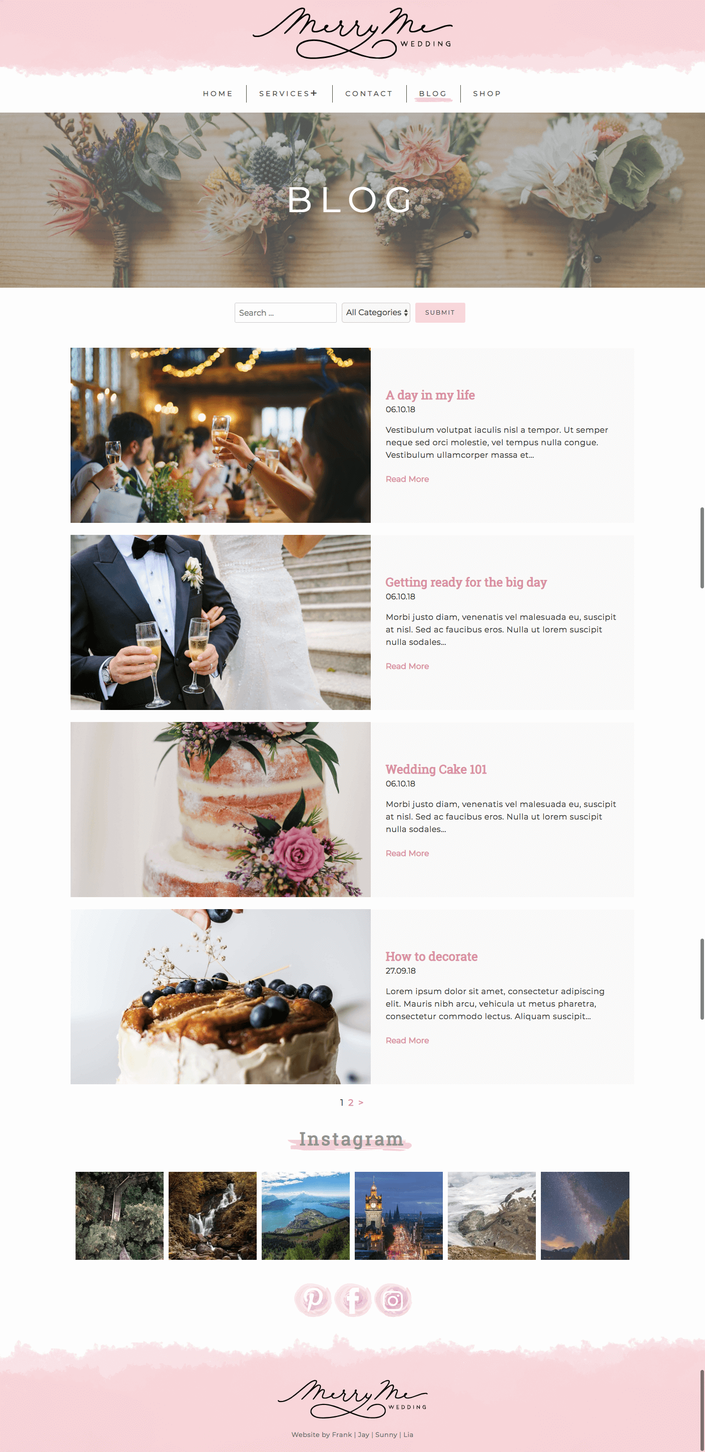 Merry Me
WEDDING
HOME
SERVICES+
CONTACT
BLOG
SHOP
BLOG
Search ...
All Categories
SUBMIT
A day in my life
06.10.18
Vestibulum volutpat iaculis nisl a tempor. Ut semper
neque sed orci molestie, vel tempus nulla congue.
Vestibulum ullamcorper massa et...
Read More
Getting ready for the big day
06.10.18
Morbi justo diam, venenatis vel malesuada eu, suscipit
at nisl. Sed ac faucibus eros. Nulla ut lorem suscipit
nulla sodales...
Read More
Wedding Cake 101
06.10.18
Morbi justo diam, venenatis vel malesuada eu, suscipit
at nisl. Sed ac faucibus eros. Nulla ut lorem suscipit
nulla sodales...
Read More
How to decorate
27.09.18
Lorem ipsum dolor sit amet, consectetur adipiscing
elit. Mauris nibh arcu, vehicula ut metus pharetra,
consectetur commodo lectus. Aliquam suscipit...
Read More
1 2 >
Instagram
Merry Me
WEDDING
Website by Frank | Jay | Sunny | Lia